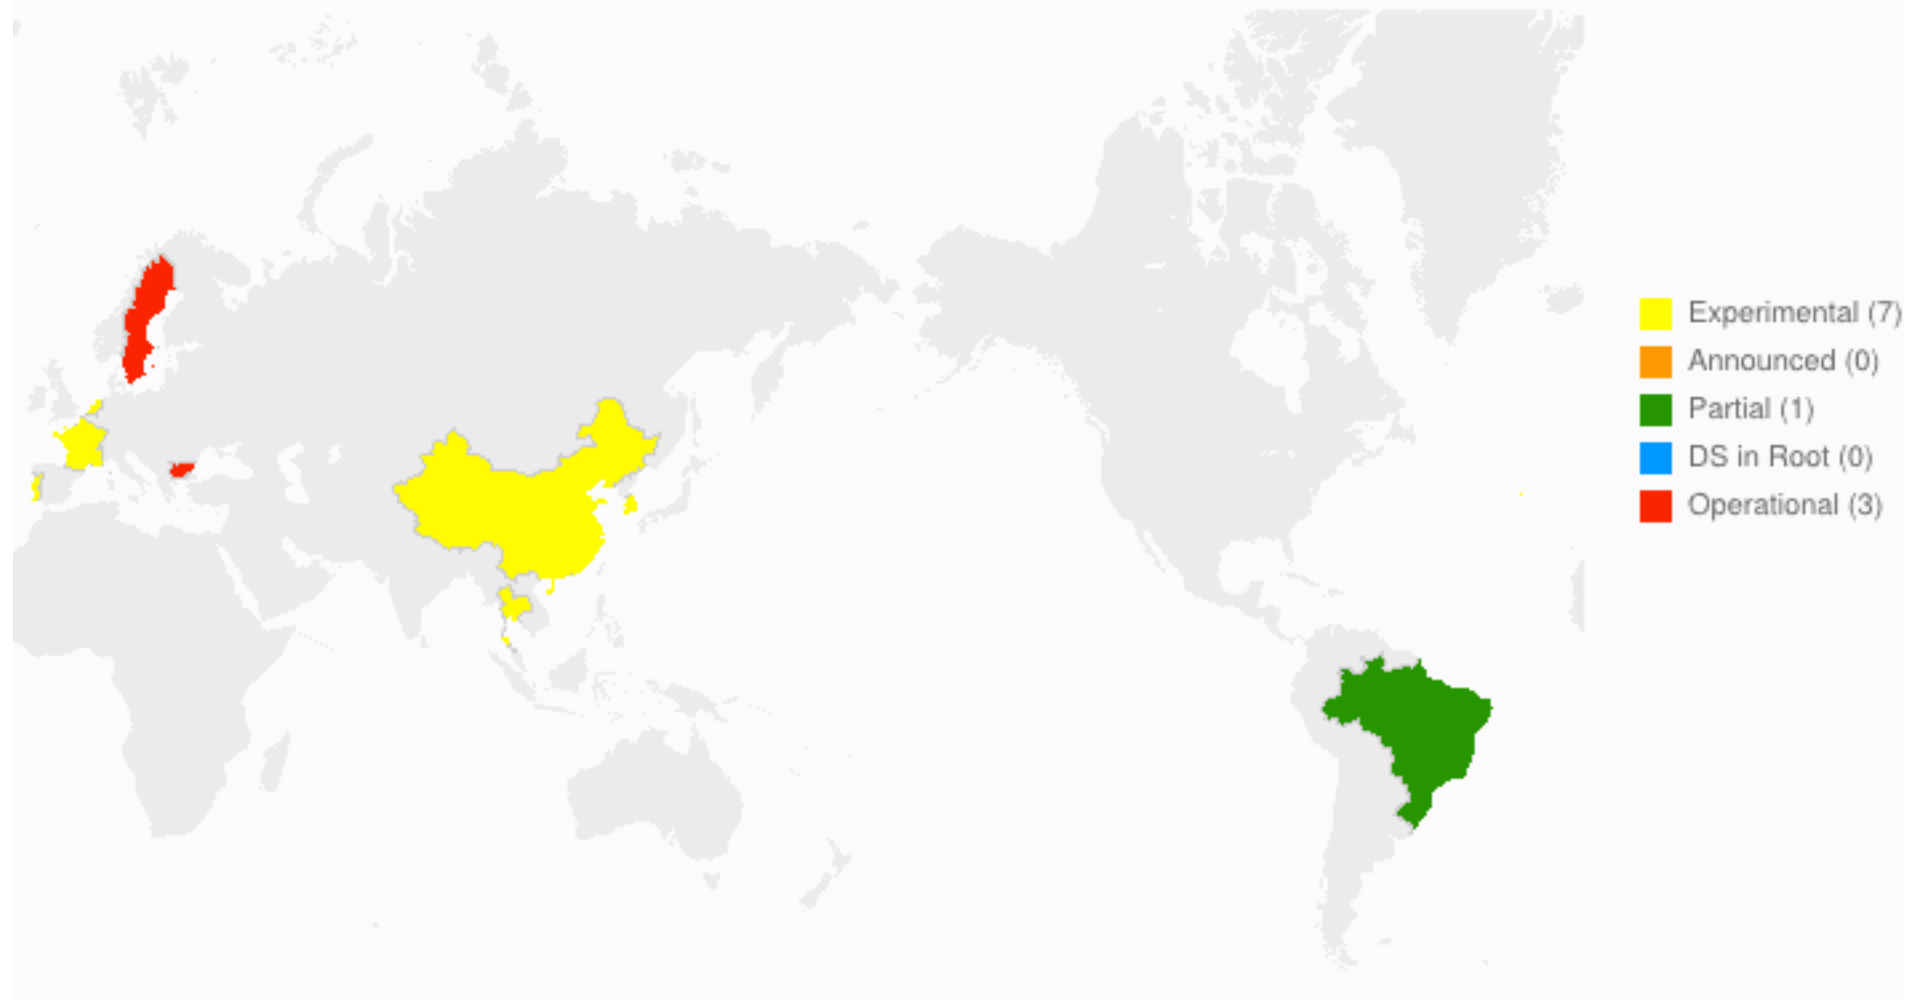 Experimental (7)
Announced (0)
Partial (1)
DS in Root (0)
Operational (3)